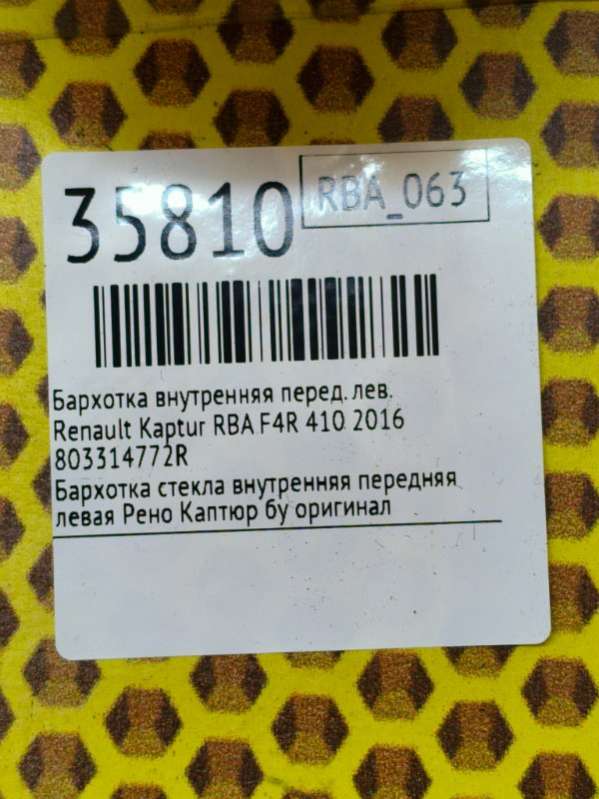 35810
RBA_063
Бархотка внутренняя перед. лев.
Renault Kaptur RBA F4R 410 2016
803314772R
Бархотка стекла внутренняя передняя
левая Рено Каптюр бу оригинал